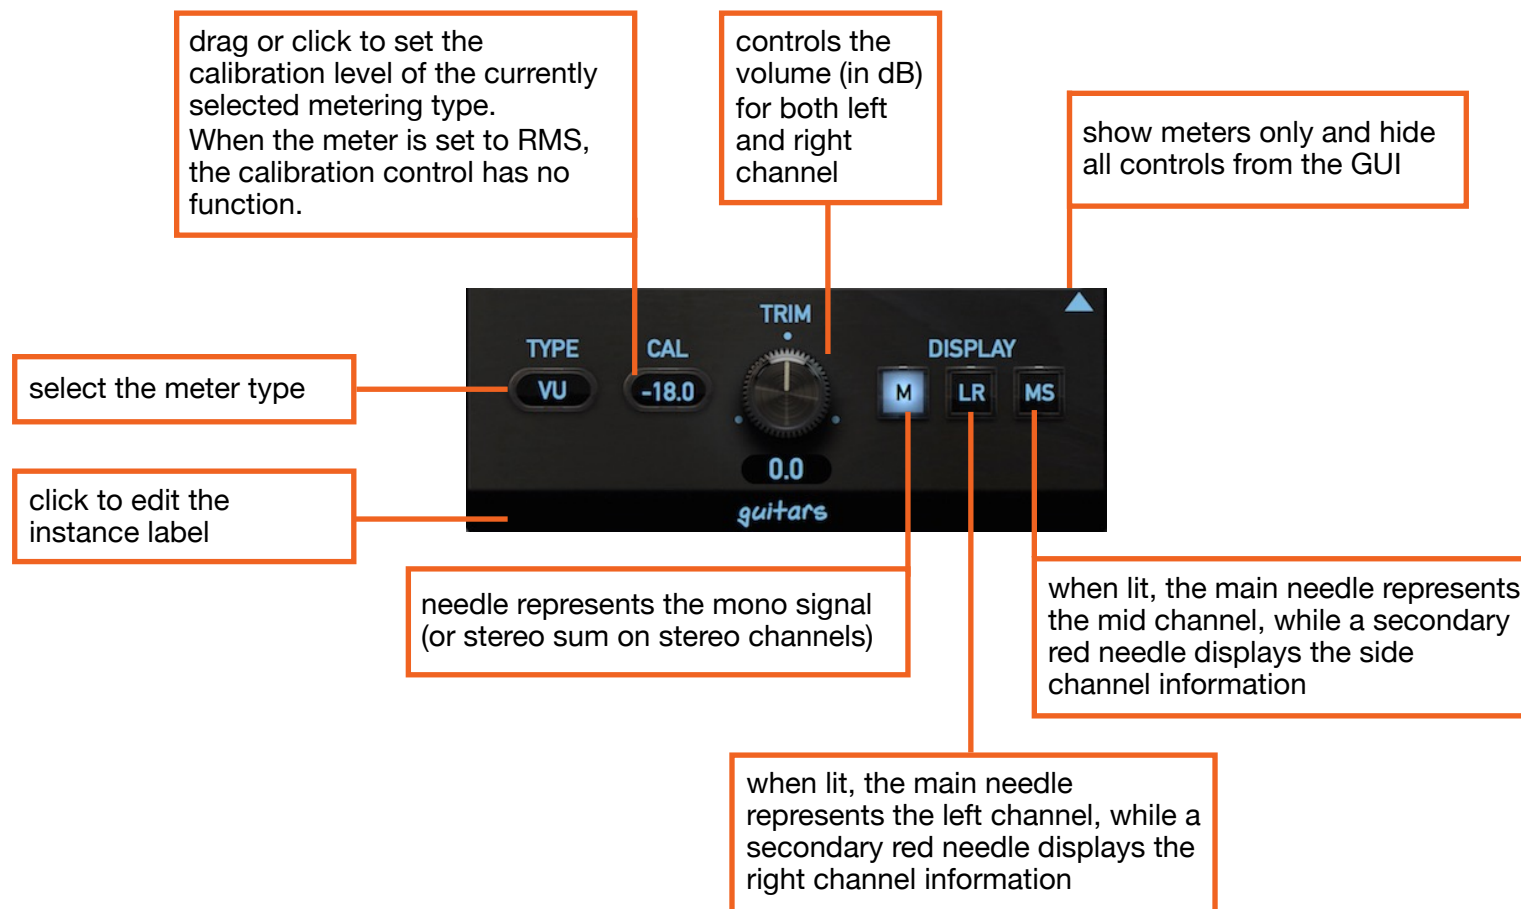 drag or click to set the
calibration level of the currently
selected metering type.
When the meter is set to RMS,
the calibration control has no
function.
controls the
volume (in dB)
for both left
and right
channel
show meters only and hide
all controls from the GUI
TRIM
TYPE
CAL
DISPLAY
VU
-18.0
M
LR
MS
0.0
guitars
select the meter type
click to edit the
instance label
needle represents the mono signal
(or stereo sum on stereo channels)
when lit, the main needle represents
the mid channel, while a secondary
red needle displays the side
channel information
when lit, the main needle
represents the left channel, while a
secondary red needle displays the
right channel information